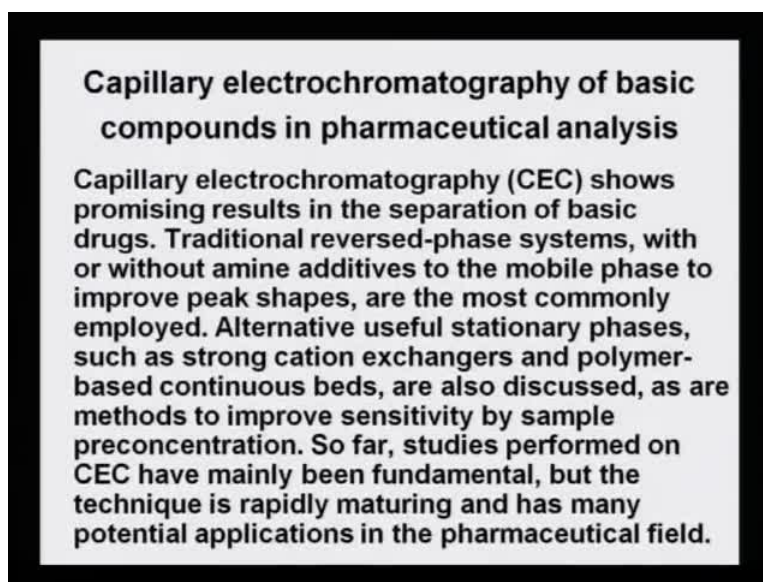 Capillary electrochromatography of basic
compounds in pharmaceutical analysis
Capillary electrochromatography (CEC) shows
promising results in the separation of basic
drugs. Traditional reversed-phase systems, with
or without amine additives to the mobile phase to
improve peak shapes, are the most commonly
employed. Alternative useful stationary phases,
such as strong cation exchangers and polymer-
based continuous beds, are also discussed, as are
methods to improve sensitivity by sample
preconcentration. So far, studies performed on
CEC have mainly been fundamental, but the
technique is rapidly maturing and has many
potential applications in the pharmaceutical field.